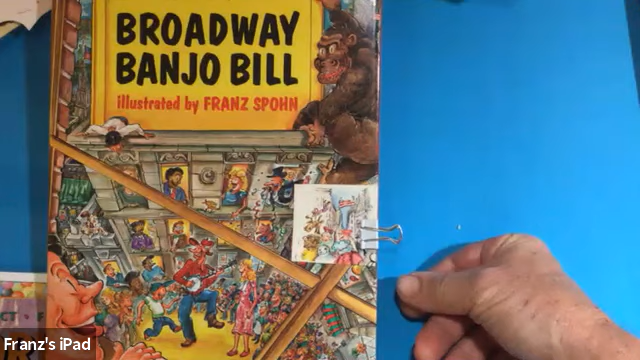 BROADWAY
BANJO BILL
illustrated by FRANZ SPOHN
Franz's iPad